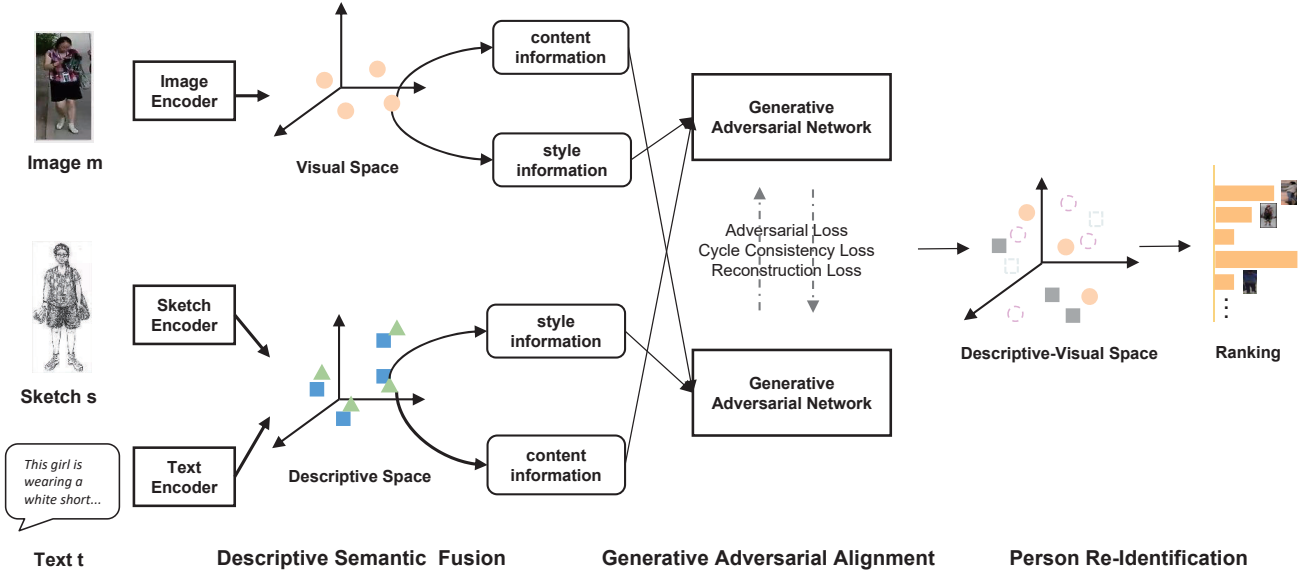 Image m
Image
Encoder
Visual Space
content
information
style
information
Generative
Adversarial Network
Adversarial Loss
Cycle Consistency Loss
Reconstruction Loss
Sketch s
Sketch
Encoder
Text
Encoder
This girl is
wearing a
white short...
Text t
Descriptive Space
style
information
content
information
Generative
Adversarial Network
Descriptive-Visual Space
Ranking
Descriptive Semantic Fusion
Generative Adversarial Alignment
Person Re-Identification